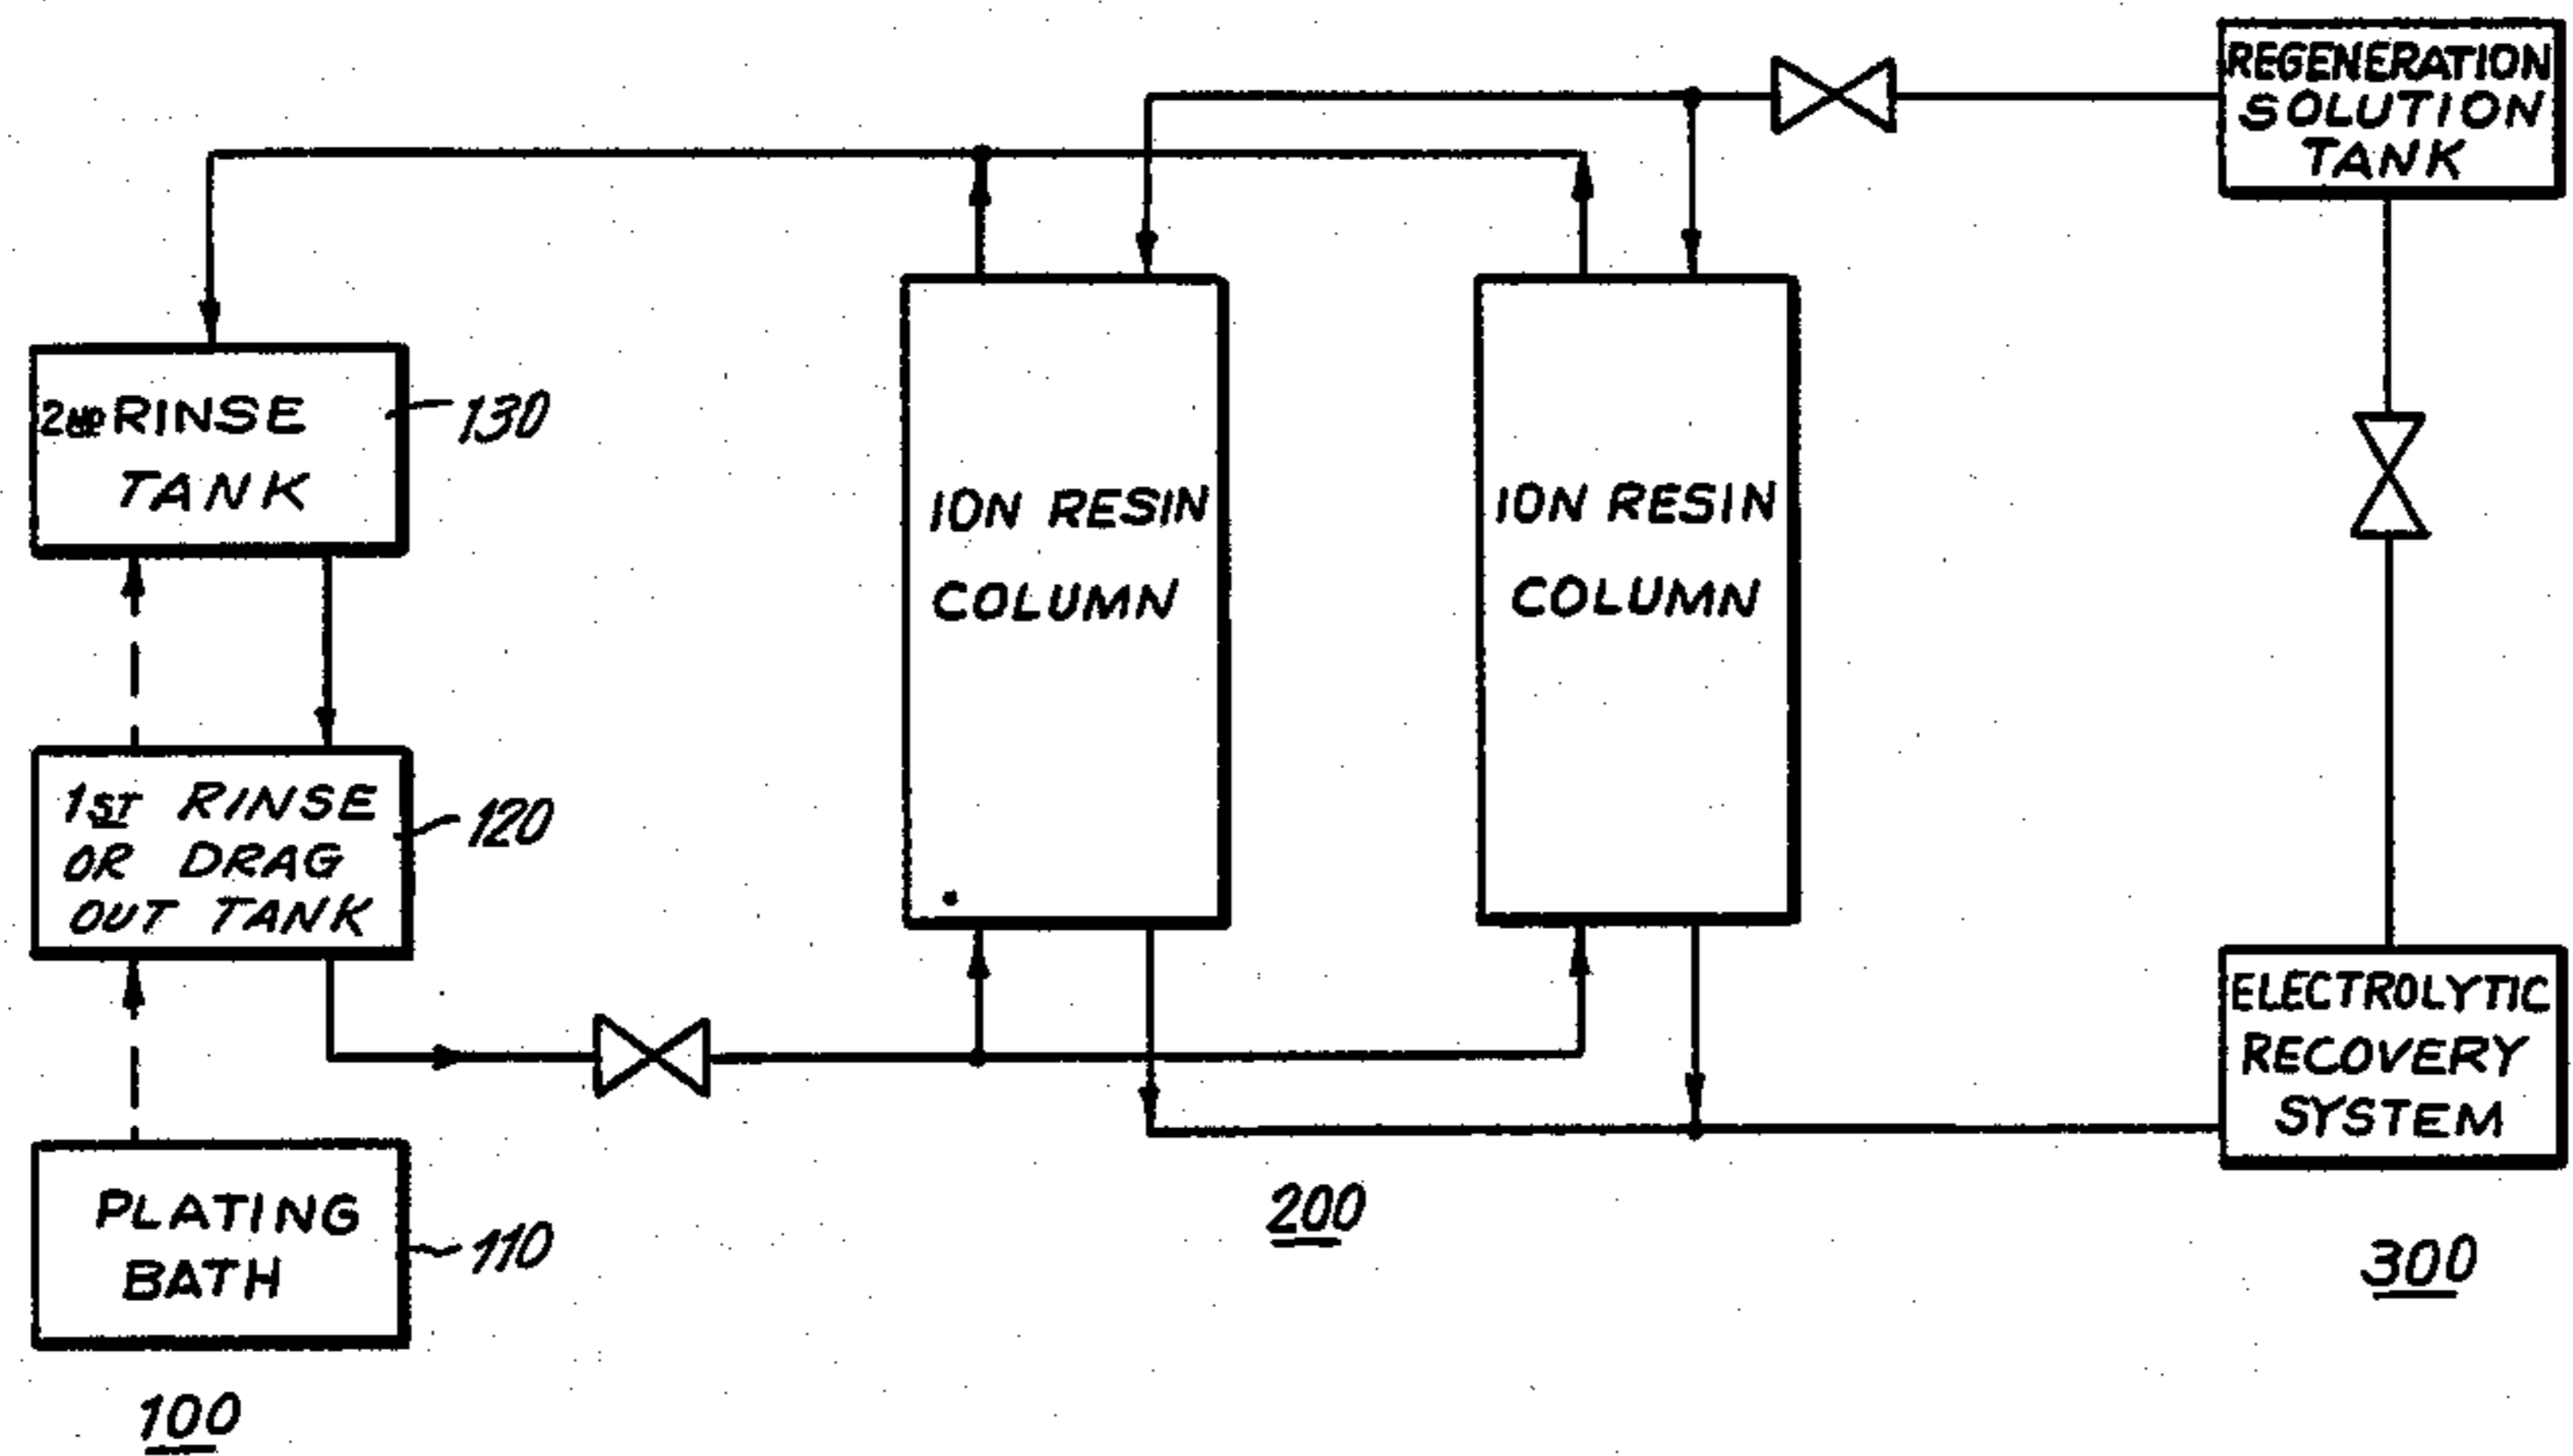 REGENERATION
SOLUTION
TANK
2ND RINSE
TANK
130
ION RESIN
COLUMN
ION RESIN
COLUMN
1ST RINSE
OR DRAG
OUT TANK
120
ELECTROLYTIC
RECOVERY
SYSTEM
PLATING
BATH
110
200
300
100